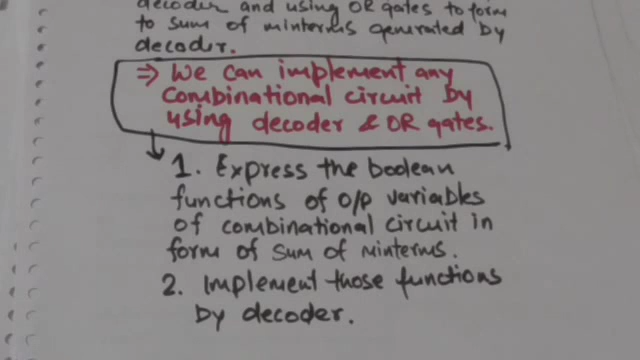 decoder and using OR gates to form
to sum of minterms generated by
decoder.
⇒ We can implement any
combinational circuit by
using decoder & OR gates.
1. Express the boolean
functions of O/p variables
of combinational circuit in
form of sum of minterms.
2. Implement those functions
by decoder.